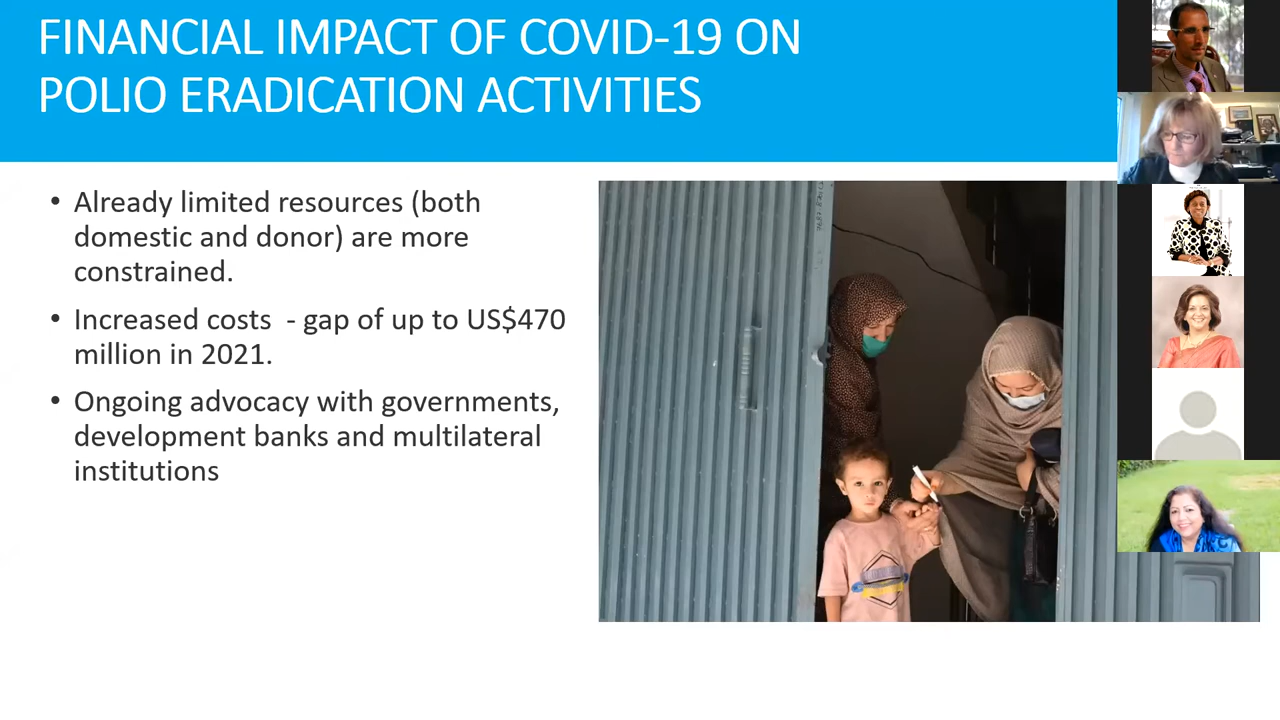 FINANCIAL IMPACT OF COVID-19 ON
POLIO ERADICATION ACTIVITIES
• Already limited resources (both
domestic and donor) are more
constrained.
• Increased costs  - gap of up to US$470
million in 2021.
• Ongoing advocacy with governments,
development banks and multilateral
institutions